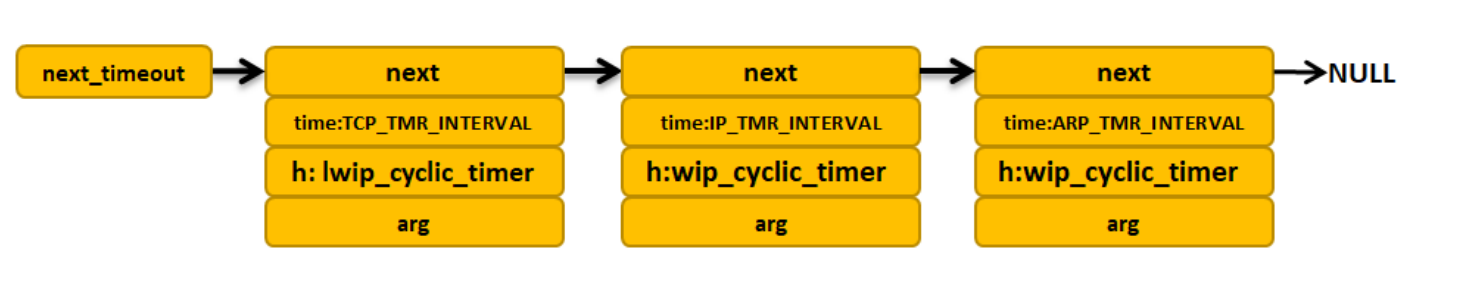 next_timeout
next
next
next
NULL
time:TCP_TMR_INTERVAL
time:IP_TMR_INTERVAL
time:ARP_TMR_INTERVAL
h: lwip_cyclic_timer
h:wip_cyclic_timer
h:wip_cyclic_timer
arg
arg
arg